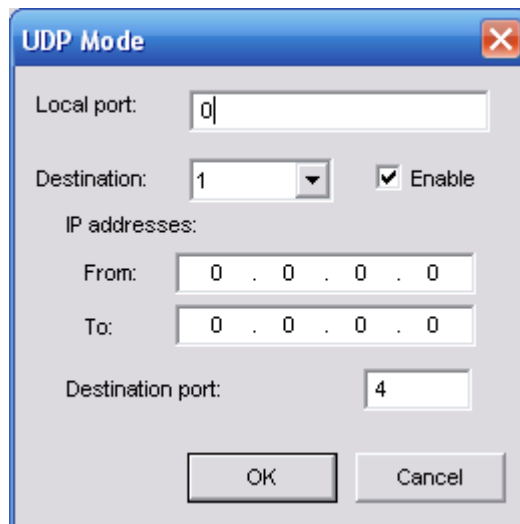 UDP Mode
Local port: 0
Destination: 1 Enable
IP addresses:
From: 0 . 0 . 0 . 0
To: 0 . 0 . 0 . 0
Destination port: 4
OK Cancel